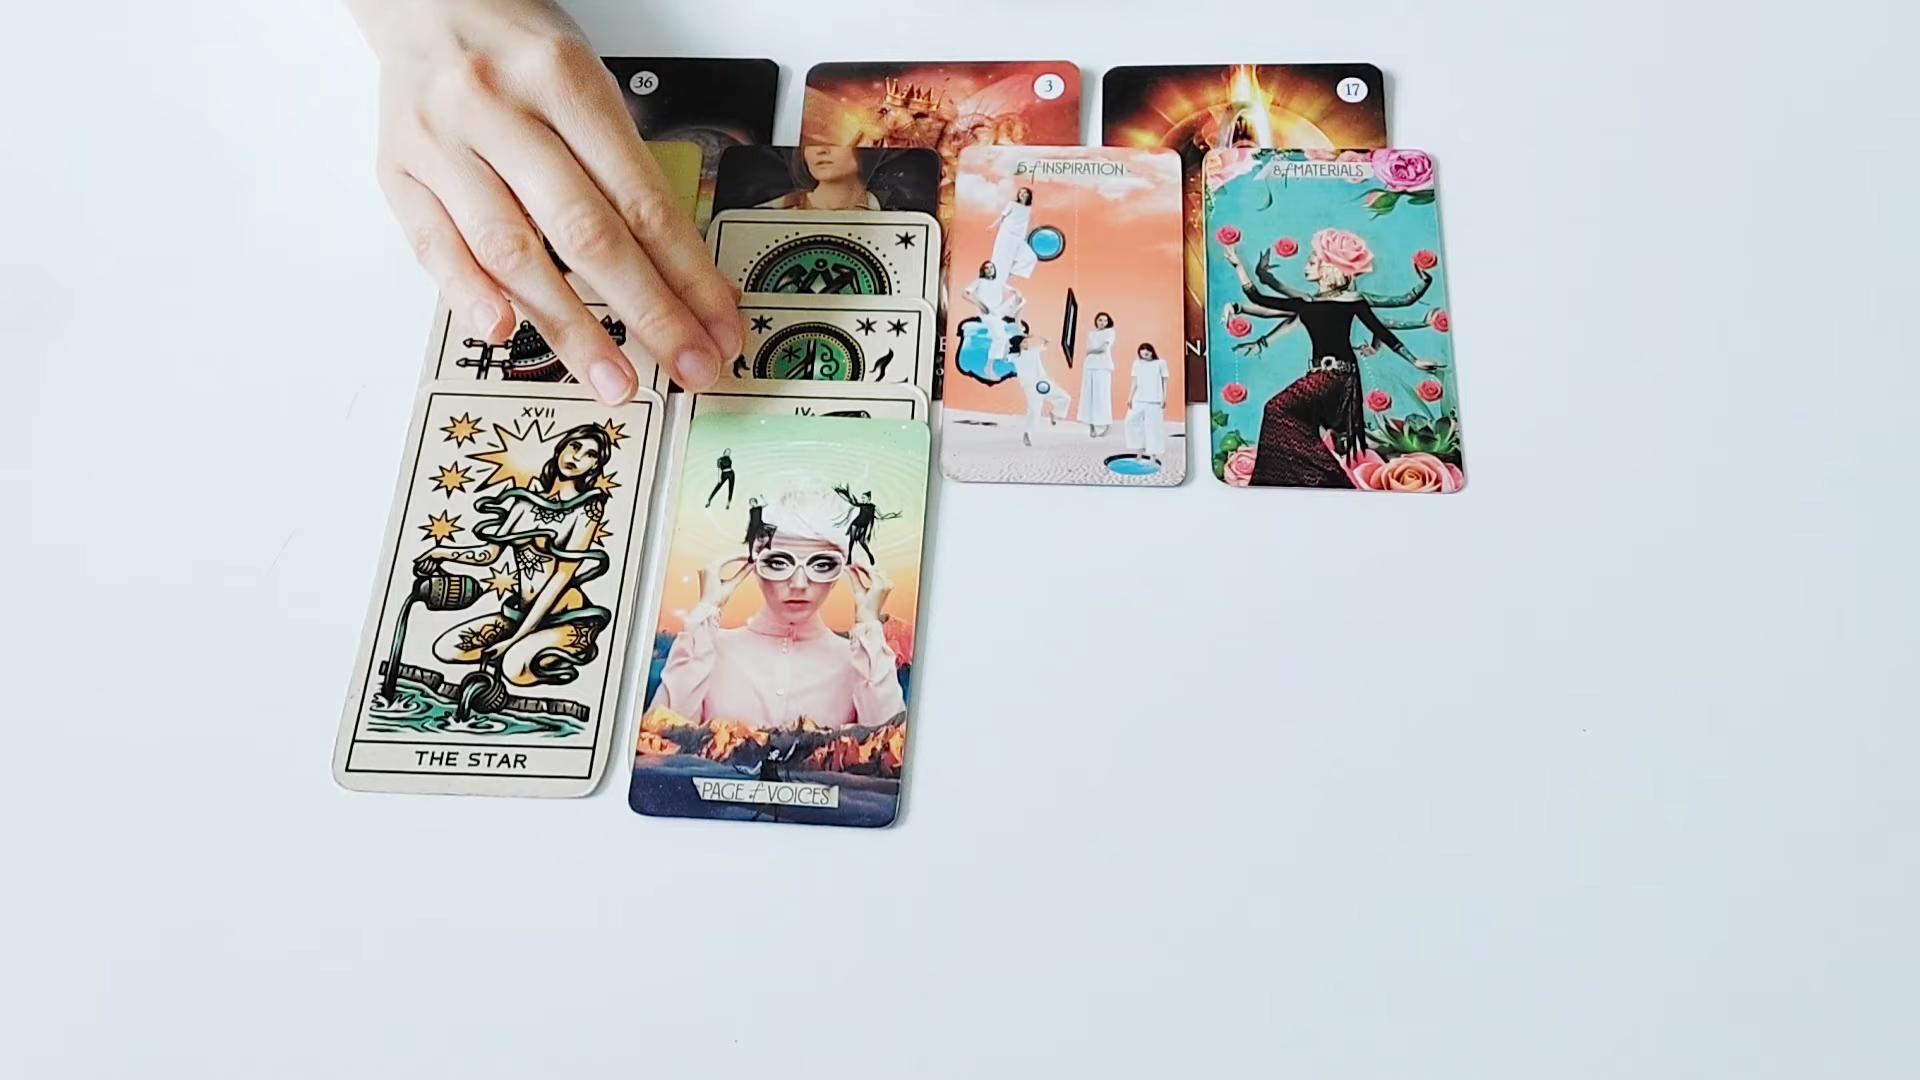 36
3
17
5 of INSPIRATION
8 of MATERIALS
IV
XVII
THE STAR
PAGE of VOICES